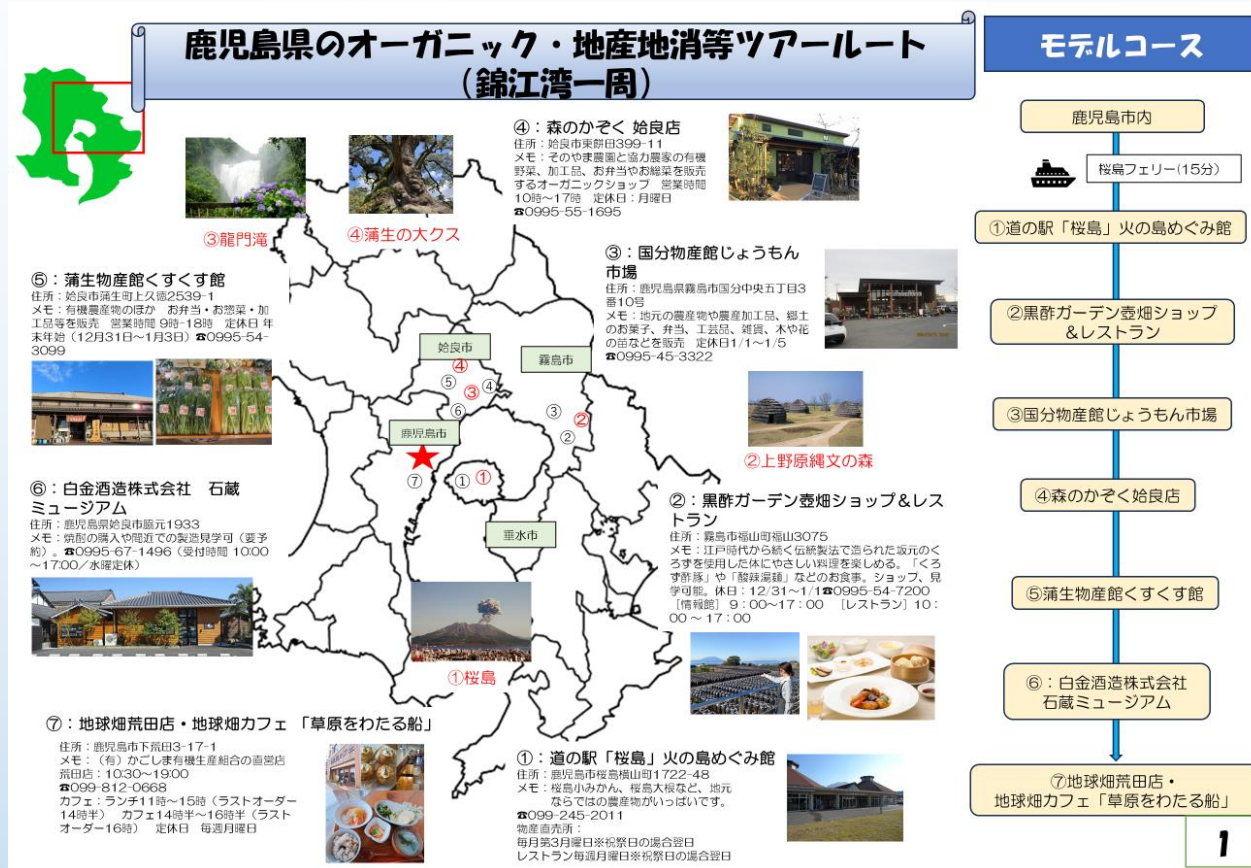 鹿児島県のオーガニック・地産地消等ツアールート
（錦江湾一周）
モデルコース
鹿児島市内
桜島フェリー(15分)
①道の駅「桜島」火の島めぐみ館
②黒酢ガーデン壺畑ショップ
＆レストラン
③国分物産館じょうもん市場
④森のかぞく姶良店
⑤蒲生物産館くすくす館
⑥：白金酒造株式会社
石蔵ミュージアム
⑦地球畑荒田店・
地球畑カフェ「草原をわたる船」
1
③龍門滝
④蒲生の大クス
④：森のかぞく 姶良店
住所：姶良市東餅田399-11
メモ：そのやま農園と協力農家の有機
野菜、加工品、お弁当やお総菜を販売
するオーガニックショップ　営業時間
10時～17時　定休日：月曜日
☎0995-55-1695
③：国分物産館じょうもん
市場
住所：鹿児島県霧島市国分中央五丁目3
番10号
メモ：地元の農産物や農産加工品、郷土
のお菓子、弁当、工芸品、雑貨、木や花
の苗などを販売　定休日1/1～1/5
☎0995-45-3322
⑤：蒲生物産館くすくす館
住所：姶良市蒲生町上久徳2539-1
メモ：有機農産物のほか　お弁当・お惣菜・加
工品等を販売　営業時間 9時-18時　定休日 年
末年始（12月31日～1月3日）☎0995-54-
3099
姶良市
霧島市
鹿児島市
垂水市
④
⑤
③
④
⑥
③
②
②
⑦
①
①
②上野原縄文の森
⑥：白金酒造株式会社　石蔵
ミュージアム
住所：鹿児島県姶良市脇元1933
メモ：焼酎の購入や間近での製造見学可（要予
約）。☎0995-67-1496（受付時間 10:00
～17:00／水曜定休）
②：黒酢ガーデン壺畑ショップ＆レス
トラン
住所：霧島市福山町福山3075
メモ：江戸時代から続く伝統製法で造られた坂元のく
ろずを使用した体にやさしい料理を楽しめる。「くろ
ず酢豚」や「酸辣湯麺」などのお食事。ショップ、見
学可能。休日：12/31～1/1☎0995-54-7200
［情報館］9：00～17：00　［レストラン］10：
00 ～ 17：00
①桜島
⑦：地球畑荒田店・地球畑カフェ 「草原をわたる船」
住所：鹿児島市下荒田3-17-1
メモ：（有）かごしま有機生産組合の直営店
荒田店：10:30～19:00
☎099-812-0668
カフェ：ランチ11時～15時（ラストオーダー
14時半）　カフェ14時半～16時半（ラスト
オーダー16時）　定休日　毎週月曜日
①：道の駅「桜島」火の島めぐみ館
住所：鹿児島市桜島横山町1722-48
メモ：桜島小みかん、桜島大根など、地元
ならではの農産物がいっぱいです。
☎099-245-2011
物産直売所：
毎月第3月曜日※祝祭日の場合翌日
レストラン毎週月曜日※祝祭日の場合翌日